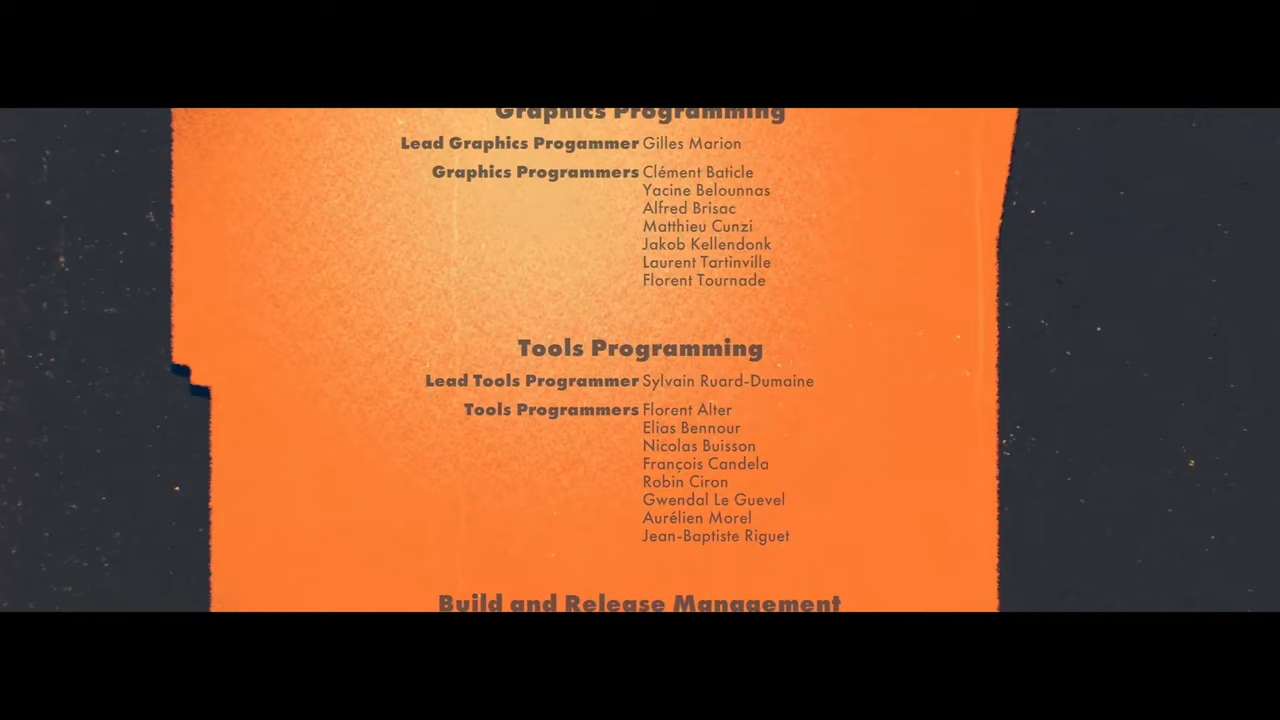 Graphics Programming
Lead Graphics Progammer Gilles Marion
Graphics Programmers Clément Baticle
Yacine Belounnas
Alfred Brisac
Matthieu Cunzi
Jakob Kellendonk
Laurent Tartinville
Florent Tournade
Tools Programming
Lead Tools Programmer Sylvain Ruard-Dumaine
Tools Programmers Florent Alter
Elias Bennour
Nicolas Buisson
François Candela
Robin Ciron
Gwendal Le Guevel
Aurélien Morel
Jean-Baptiste Riguet
Build and Release Management